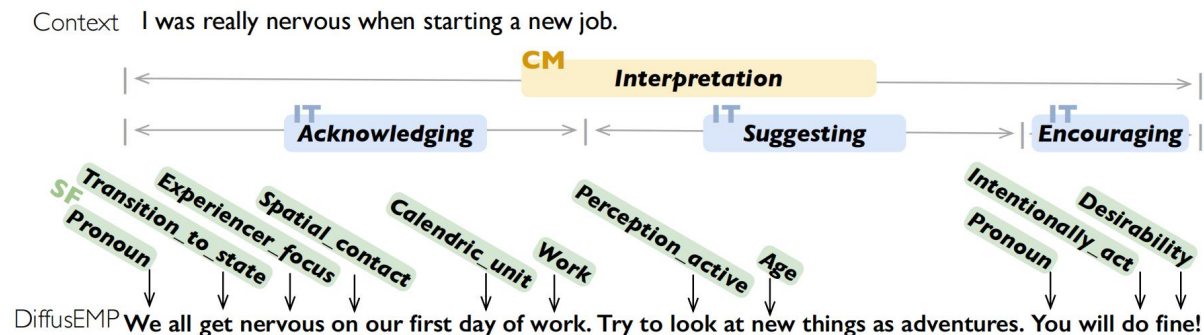 Context I was really nervous when starting a new job.
CM Interpretation
IT Acknowledging IT Suggesting IT Encouraging
SF Pronoun Transition_to_state Experiencer_focus Spatial_contact Calendric_unit Work Perception_active Age Pronoun Intentionally_act Desirability
DiffusEMP We all get nervous on our first day of work. Try to look at new things as adventures. You will do fine!